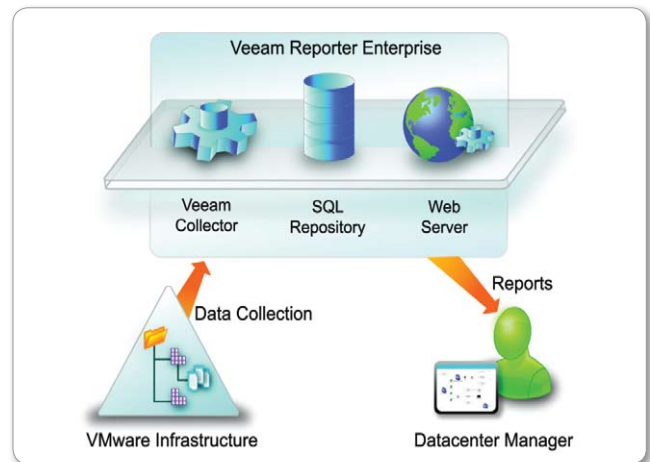 Veeam Reporter Enterprise
Veeam
Collector
SQL
Repository
Web
Server
Data Collection
Reports
VMware Infrastructure
Datacenter Manager